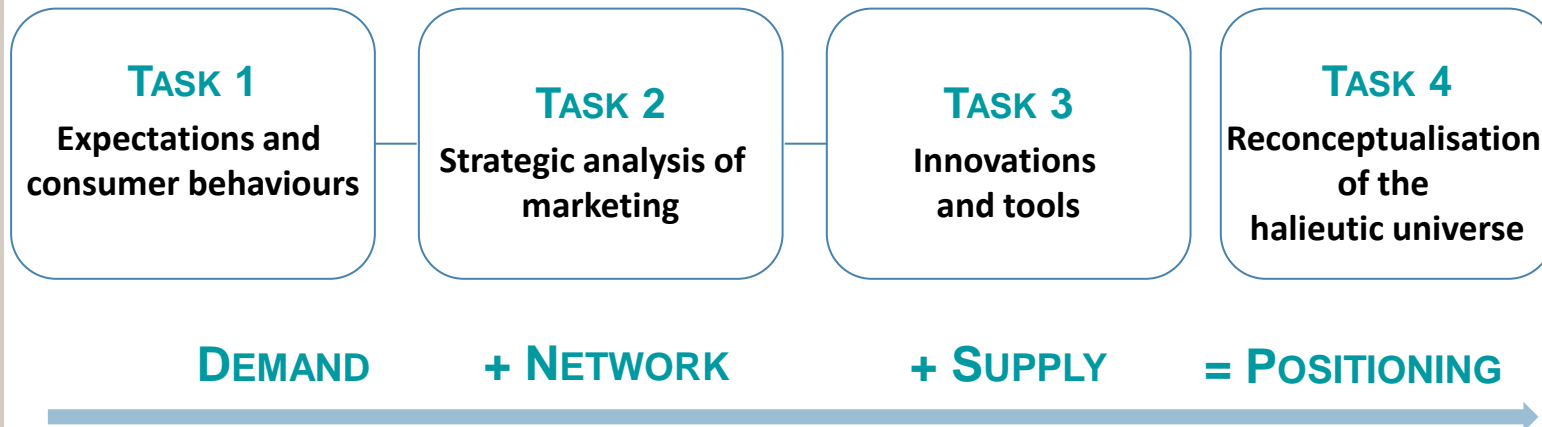 TASK 1
Expectations and
consumer behaviours
TASK 2
Strategic analysis of
marketing
TASK 3
Innovations
and tools
TASK 4
Reconceptualisation
of the
halieutic universe
DEMAND + NETWORK + SUPPLY = POSITIONING